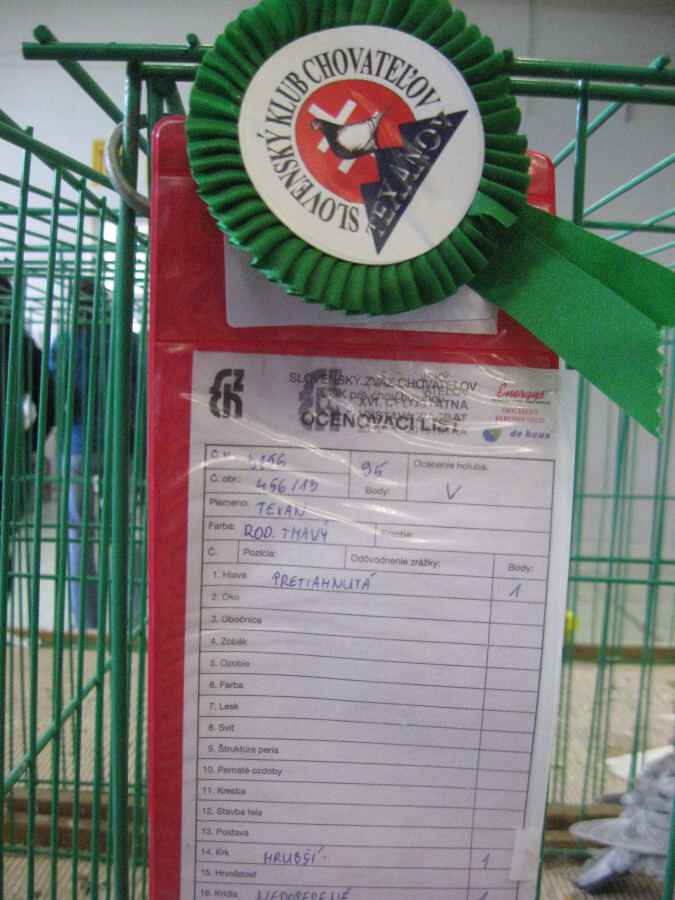 SLOVENSKÝ KLUB CHOVATEĽOV
TEXANOV
SLOVENSKÝ ZVÄZ CHOVATEĽOV
OCEŇOVACÍ LIST
Energys
de heus
Č. k.:
95
Body:
Ocenenie holuba:
V
Č. obr.: 456/13
Plemeno: TEXAN
Farba: ROD. TMAVÝ
Č. Pozícia: Odôvodnenie zrážky: Body:
1. Hlava PRETIAHNUTÁ 1
2. Oko
3. Obočnica
4. Zobák
5. Ozobie
6. Farba
7. Lesk
8. Svit
9. Štruktúra peria
10. Pernaté ozdoby
11. Kresba
12. Stavba tela
13. Postava
14. Krk HRUBŠÍ 1
15. Hrvoľatosť
16. Krídla 1